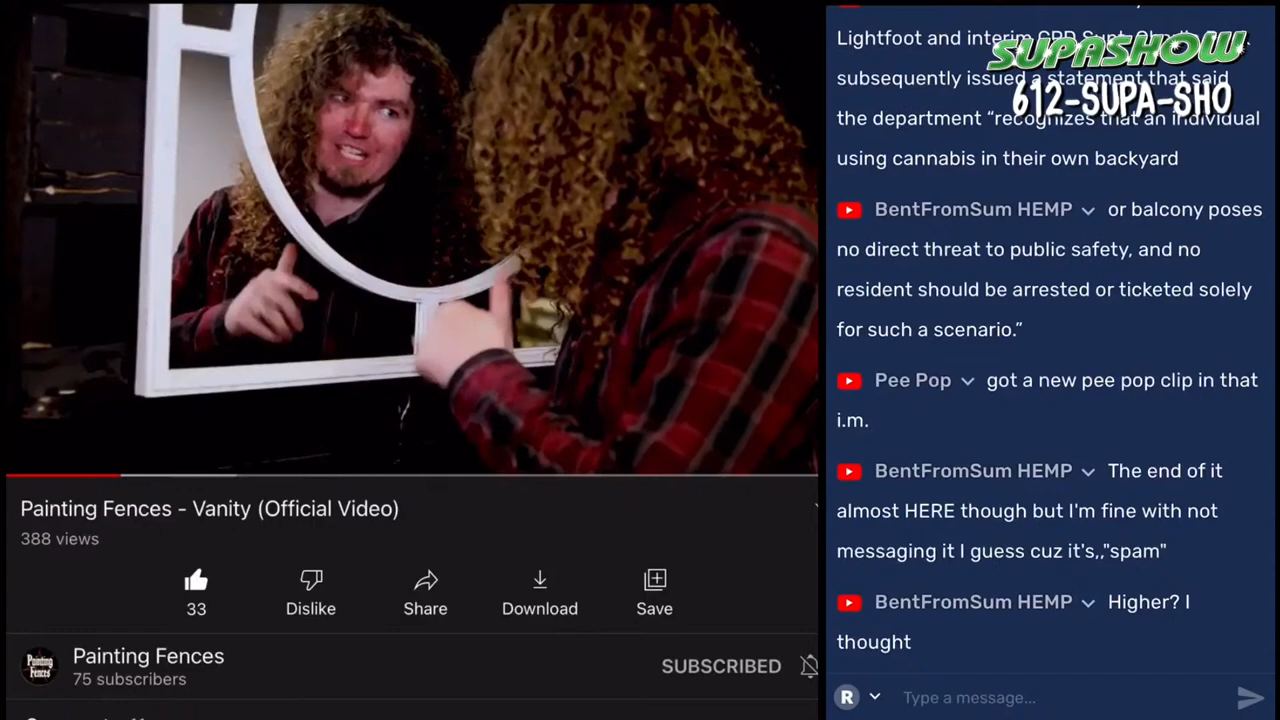 Painting Fences - Vanity (Official Video)
388 views
33
Dislike
Share
Download
Save
Painting Fences
Painting Fences
75 subscribers
SUBSCRIBED
SUPASHOW
612-SUPA-SHO
Lightfoot and interim CPD
subsequently issued a statement that said
the department “recognizes that an individual
using cannabis in their own backyard
BentFromSum HEMP or balcony poses
no direct threat to public safety, and no
resident should be arrested or ticketed solely
for such a scenario.”
Pee Pop got a new pee pop clip in that
i.m.
BentFromSum HEMP The end of it
almost HERE though but I'm fine with not
messaging it I guess cuz it's,,"spam"
BentFromSum HEMP Higher? I
thought
R Type a message...